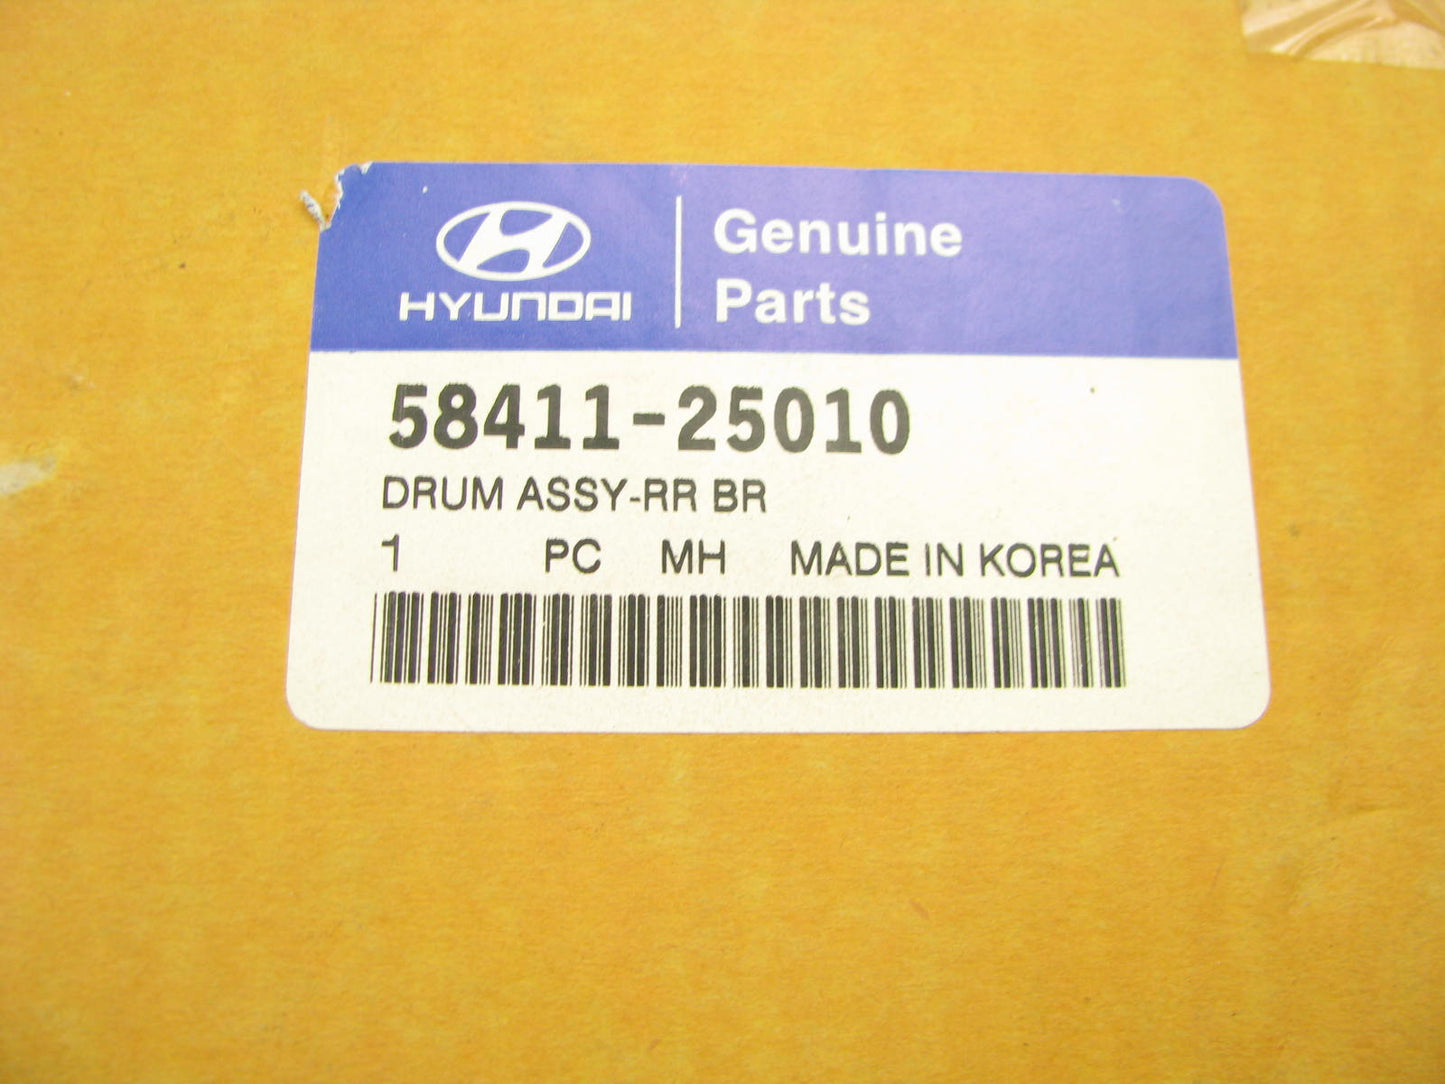 HYUNDAI
Genuine
Parts
58411-25010
DRUM ASSY-RR BR
1 PC MH MADE IN KOREA